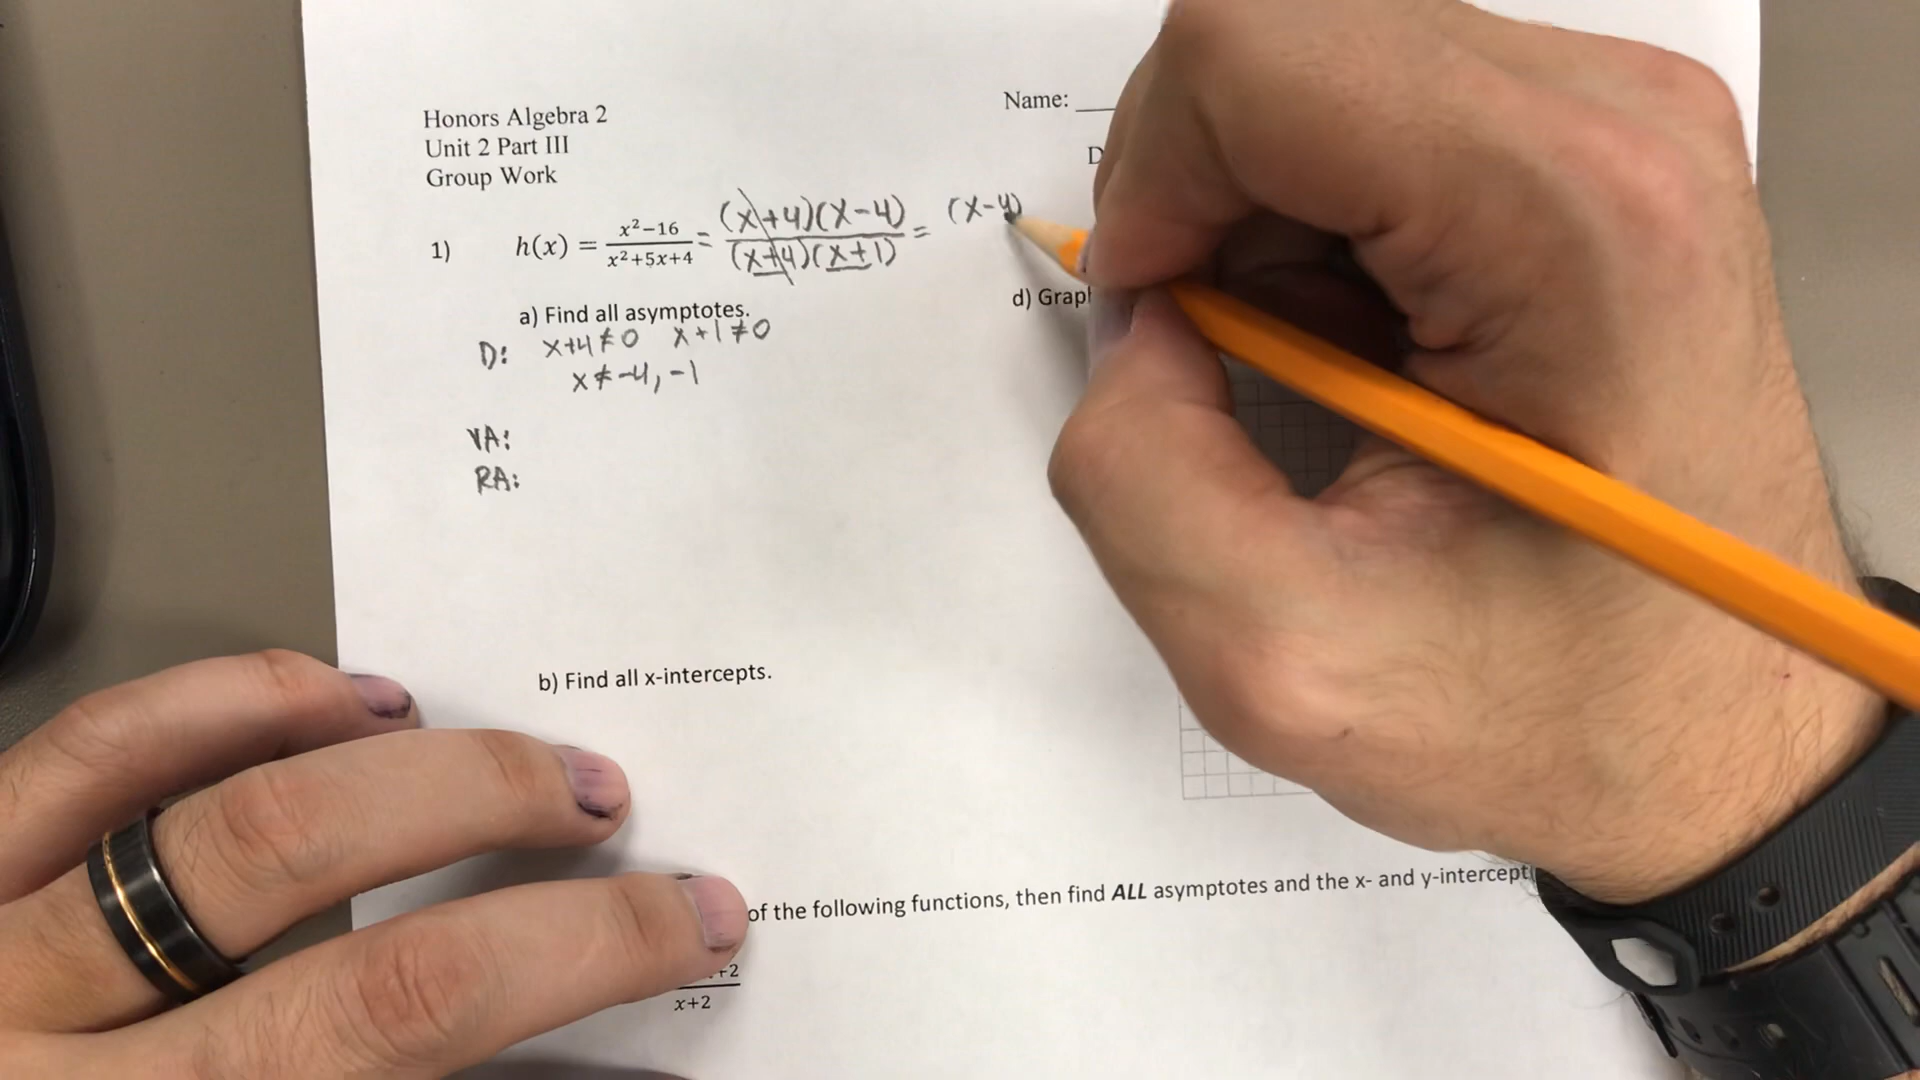 Honors Algebra 2
Unit 2 Part III
Group Work
Name: ____
D
1) h(x) = x²-16 / x²+5x+4 = (x+4)(x-4) / (x+4)(x+1) = (x-4)
a) Find all asymptotes.
d) Grap
D: x+4≠0 x+1≠0
x≠-4, -1
VA:
RA:
b) Find all x-intercepts.
of the following functions, then find ALL asymptotes and the x- and y-intercept
+2
x+2